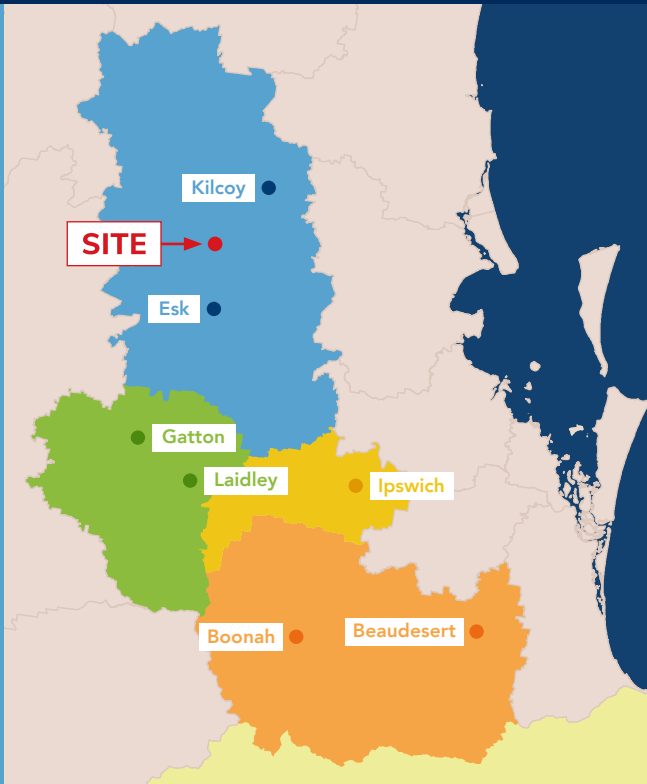 Kilcoy
SITE
Esk
Gatton
Laidley
Ipswich
Boonah
Beaudesert